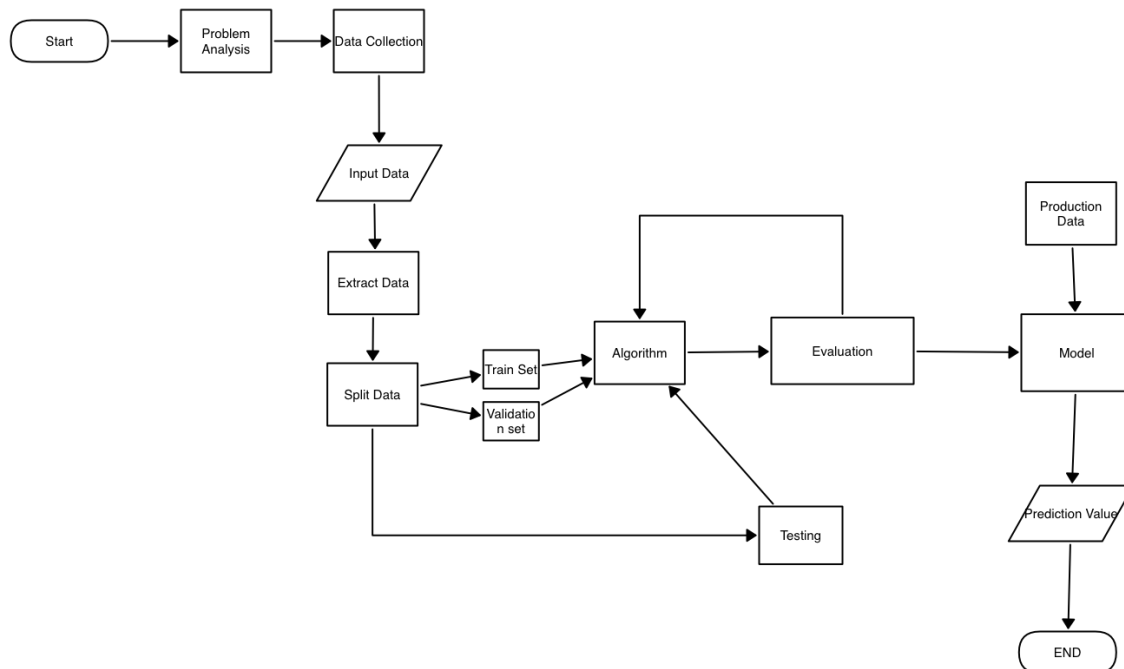 Start
Problem
Analysis
Data Collection
Input Data
Production
Data
Extract Data
Algorithm
Evaluation
Model
Train Set
Split Data
Validatio
n set
Testing
Prediction Value
END